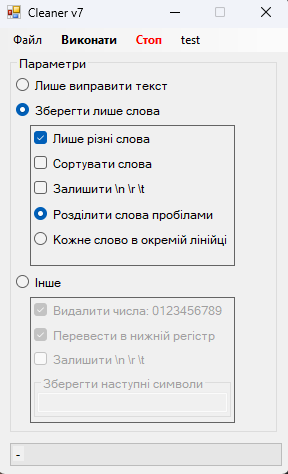 Cleaner v7
Файл Виконати Стоп test
Параметри
Лише виправити текст
Зберегти лише слова
Лише різні слова
Сортувати слова
Залишити \n \r \t
Розділити слова пробілами
Кожне слово в окремій лінійці
Інше
Видалити числа: 0123456789
Перевести в нижній регістр
Залишити \n \r \t
Зберегти наступні символи
-